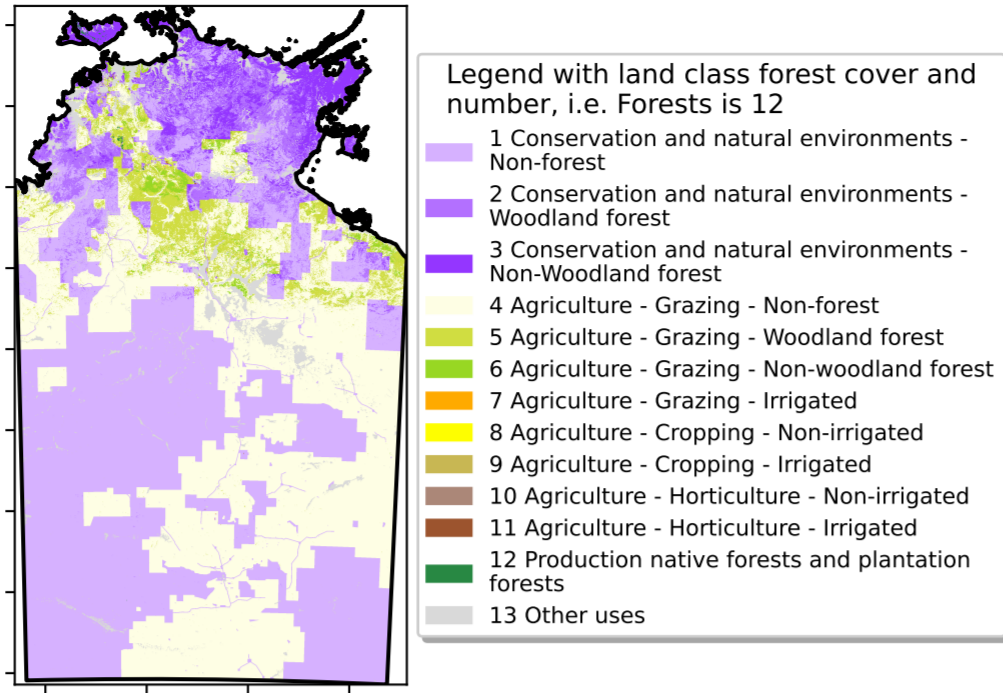 Legend with land class forest cover and
number, i.e. Forests is 12
1 Conservation and natural environments -
Non-forest
2 Conservation and natural environments -
Woodland forest
3 Conservation and natural environments -
Non-Woodland forest
4 Agriculture - Grazing - Non-forest
5 Agriculture - Grazing - Woodland forest
6 Agriculture - Grazing - Non-woodland forest
7 Agriculture - Grazing - Irrigated
8 Agriculture - Cropping - Non-irrigated
9 Agriculture - Cropping - Irrigated
10 Agriculture - Horticulture - Non-irrigated
11 Agriculture - Horticulture - Irrigated
12 Production native forests and plantation
forests
13 Other uses